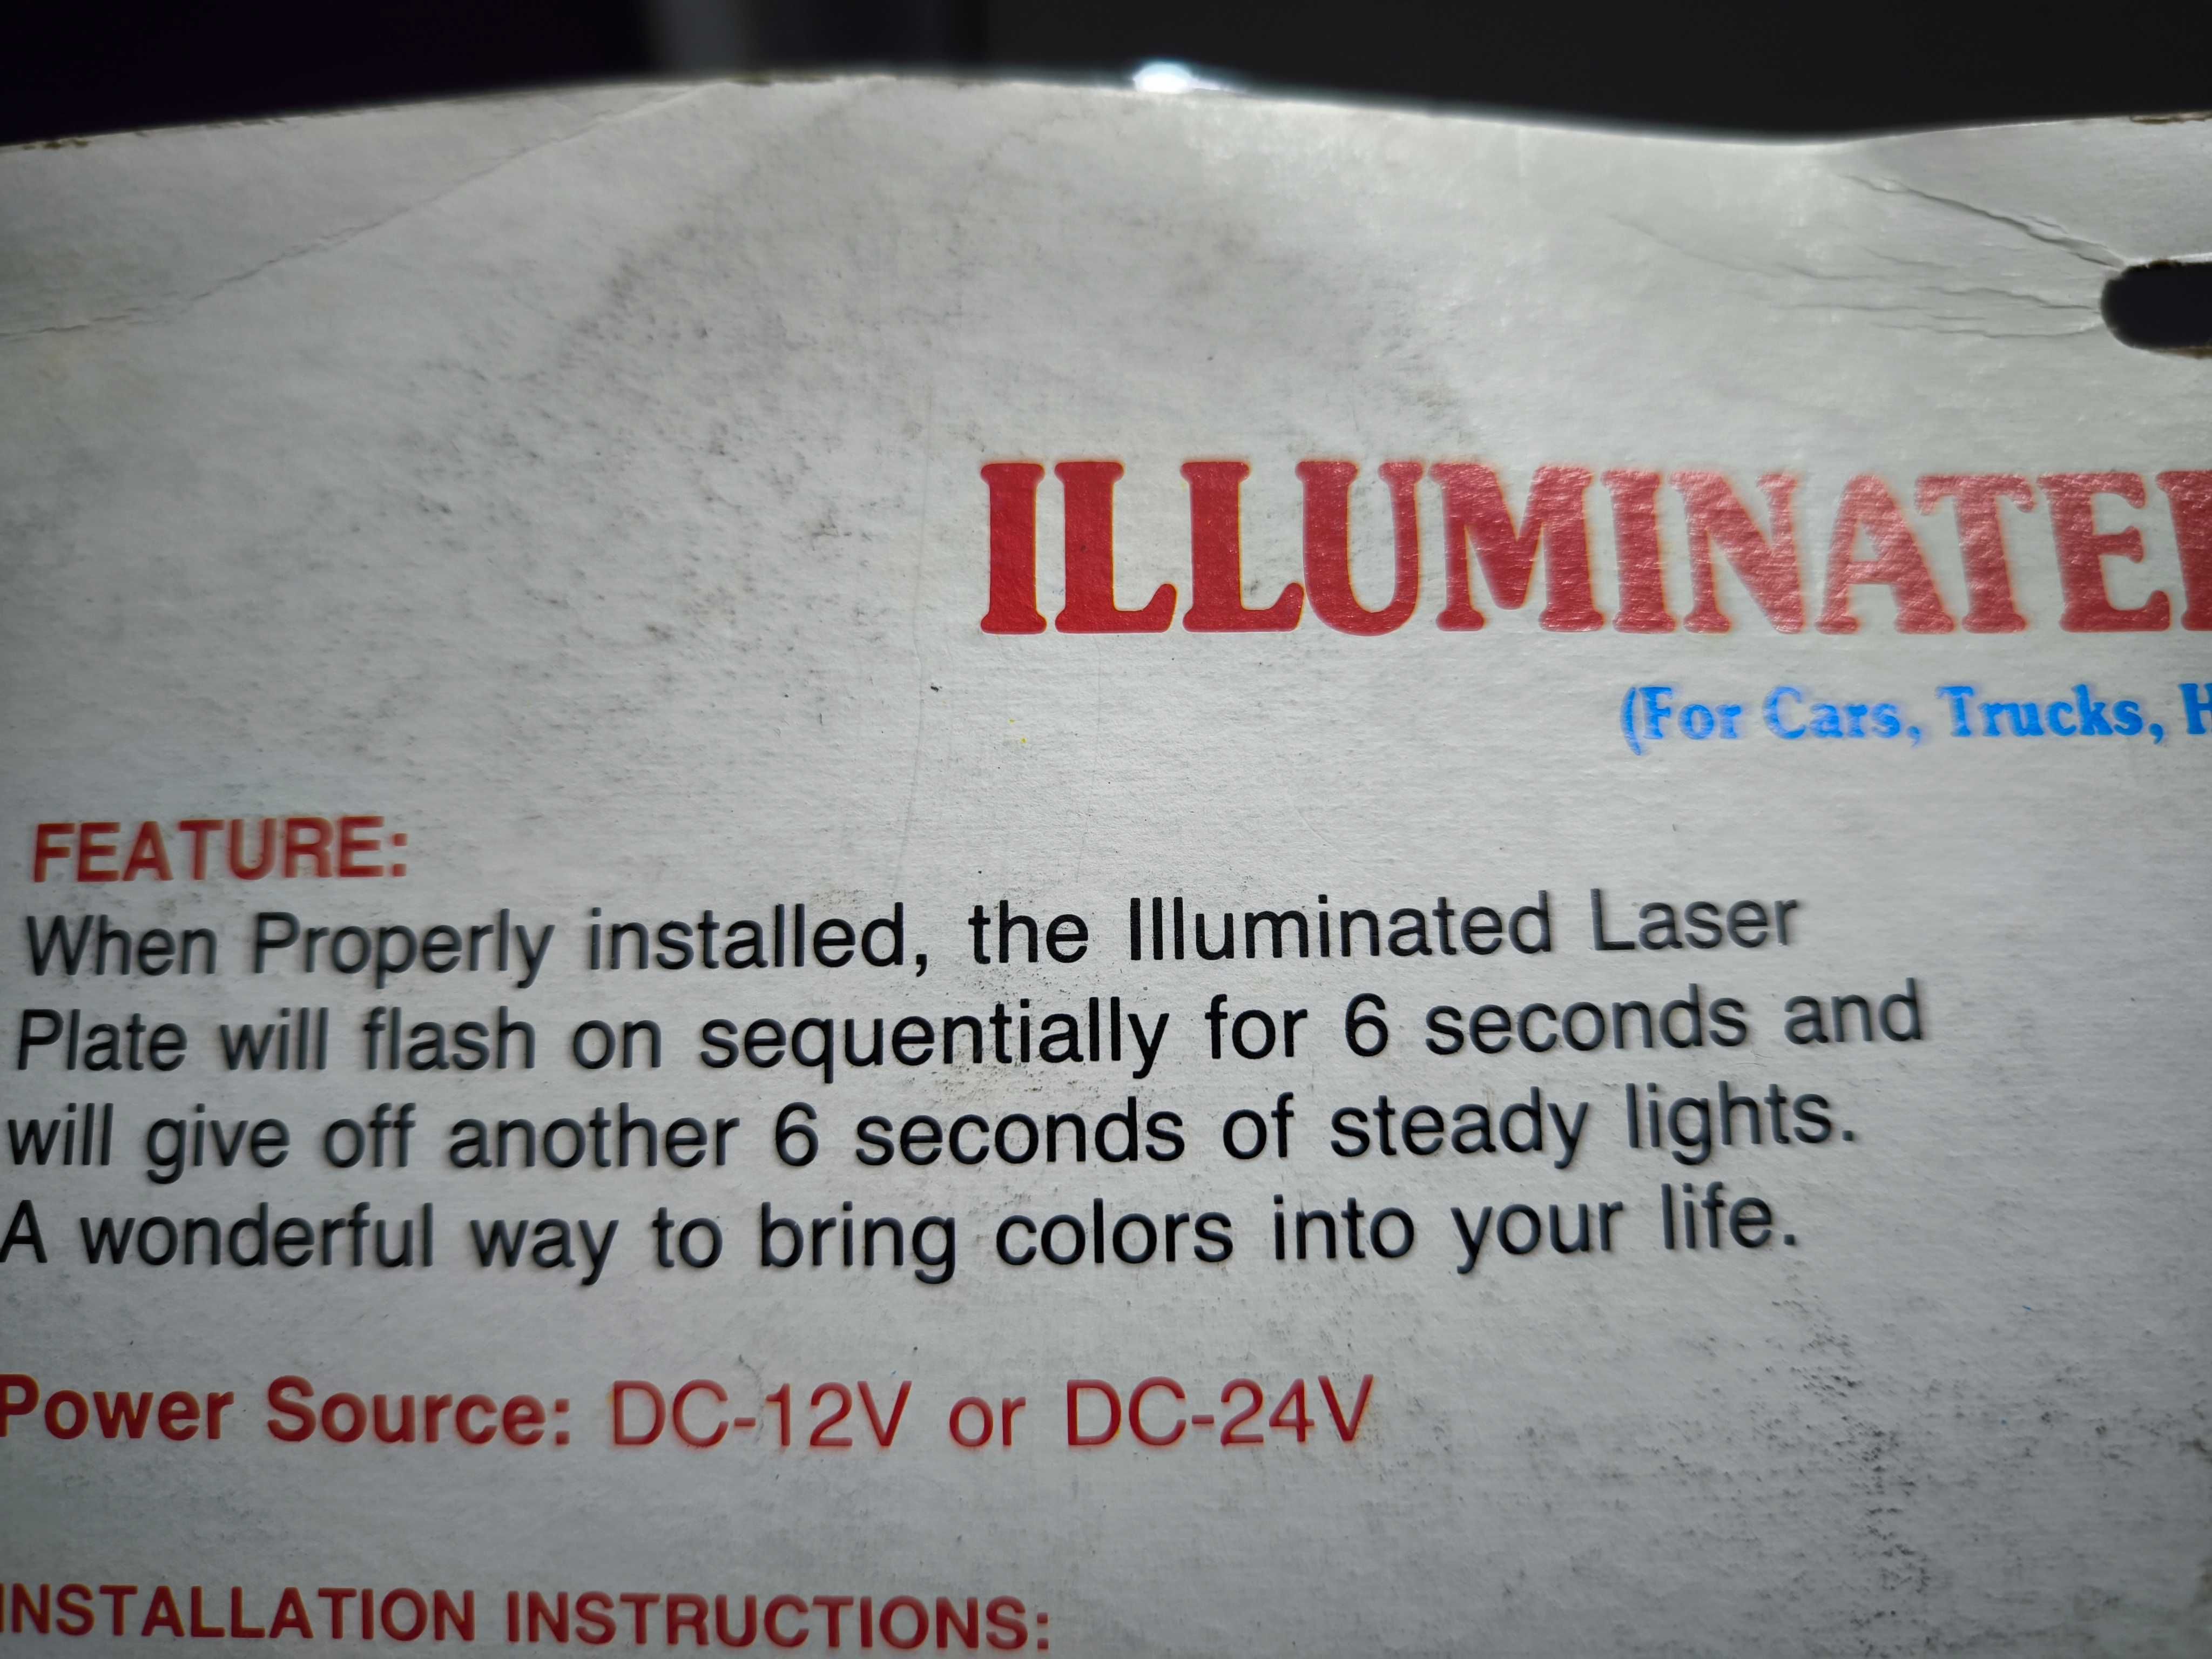 ILLUMINATE
(For Cars, Trucks, H
FEATURE:
When Properly installed, the Illuminated Laser
Plate will flash on sequentially for 6 seconds and
will give off another 6 seconds of steady lights.
A wonderful way to bring colors into your life.
Power Source: DC-12V or DC-24V
INSTALLATION INSTRUCTIONS: